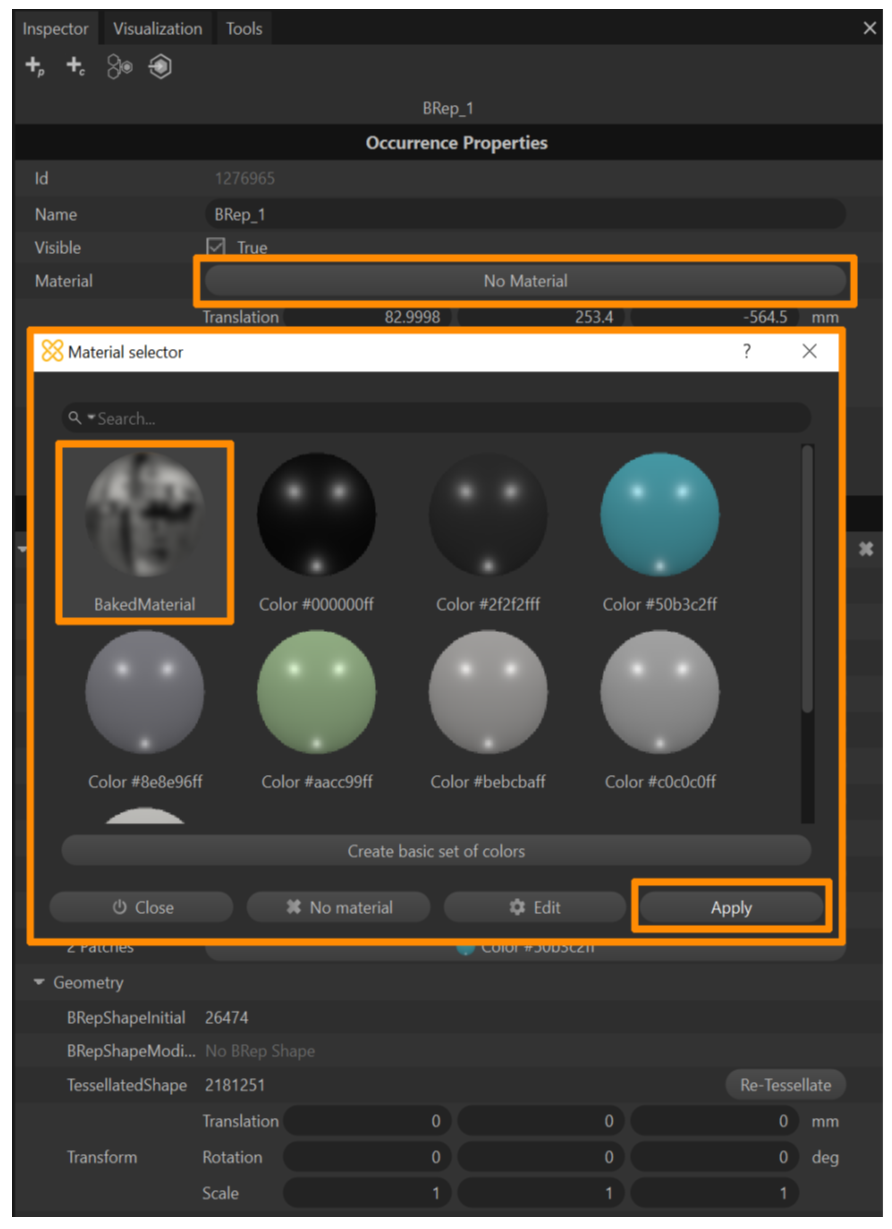 Inspector Visualization Tools
p c
BRep_1
Occurrence Properties
Id 1276965
Name BRep_1
Visible True
Material No Material
Translation 82.9998 253.4 -564.5 mm
Material selector ?
Search...
BakedMaterial Color #000000ff Color #2f2f2fff Color #50b3c2ff
Color #8e8e96ff Color #aacc99ff Color #bebcbaff Color #c0c0c0ff
Create basic set of colors
Close No material Edit Apply
2 Patches Color #50b3c2ff
Geometry
BRepShapeInitial 26474
BRepShapeModi... No BRep Shape
TessellatedShape 2181251 Re-Tessellate
Translation 0 0 0 mm
Transform Rotation 0 0 0 deg
Scale 1 1 1